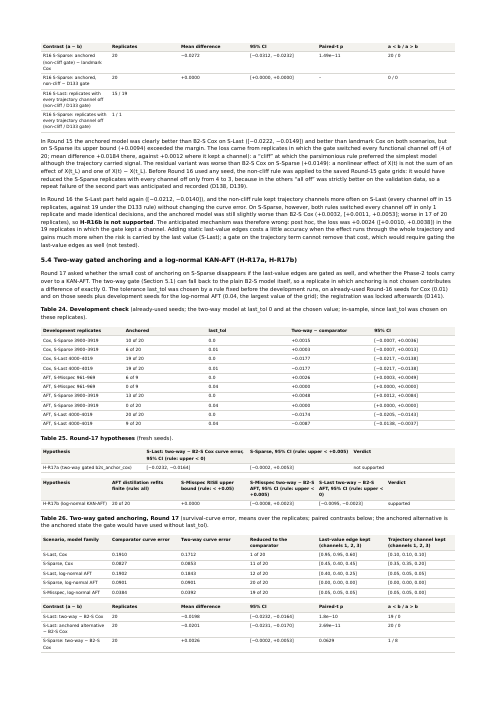 Contrast (a − b) Replicates Mean difference 95% CI Paired-t p a < b / a > b
R16 S-Sparse: anchored 20 −0.0272 [−0.0312, −0.0232] 1.49e−11 20 / 0
(non-cliff gate) − landmark
Cox
R16 S-Sparse: anchored, 20 +0.0000 [+0.0000, +0.0000] – 0 / 0
non-cliff − D133 gate
R16 S-Last: replicates with 15 / 19
every trajectory channel off
(non-cliff / D133 gate)
R16 S-Sparse: replicates with 1 / 1
every trajectory channel off
(non-cliff / D133 gate)
In Round 15 the anchored model was clearly better than B2-S Cox on S-Last ([−0.0222, −0.0149]) and better than landmark Cox on both scenarios, but
on S-Sparse its upper bound (+0.0094) exceeded the margin. The loss came from replicates in which the gate switched every functional channel off (4 of
20; mean difference +0.0184 there, against +0.0012 where it kept a channel): a “cliff” at which the parsimonious rule preferred the simplest model
although the trajectory carried signal. The residual variant was worse than B2-S Cox on S-Sparse (+0.0149): a nonlinear effect of X(t) is not the sum of an
effect of X(t_L) and one of X(t) − X(t_L). Before Round 16 used any seed, the non-cliff rule was applied to the saved Round-15 gate grids: it would have
reduced the S-Sparse replicates with every channel off only from 4 to 3, because in the others “all off” was strictly better on the validation data, so a
repeat failure of the second part was anticipated and recorded (D138, D139).
In Round 16 the S-Last part held again ([−0.0212, −0.0140]), and the non-cliff rule kept trajectory channels more often on S-Last (every channel off in 15
replicates, against 19 under the D133 rule) without changing the curve error. On S-Sparse, however, both rules switched every channel off in only 1
replicate and made identical decisions, and the anchored model was still slightly worse than B2-S Cox (+0.0032, [+0.0011, +0.0053]; worse in 17 of 20
replicates), so H-R16b is not supported. The anticipated mechanism was therefore wrong: post hoc, the loss was +0.0024 ([+0.0010, +0.0038]) in the
19 replicates in which the gate kept a channel. Adding static last-value edges costs a little accuracy when the effect runs through the whole trajectory and
gains much more when the risk is carried by the last value (S-Last); a gate on the trajectory cannot remove that cost, which would require gating the
last-value edges as well (not tested).
5.4 Two-way gated anchoring and a log-normal KAN-AFT (H-R17a, H-R17b)
Round 17 asked whether the small cost of anchoring on S-Sparse disappears if the last-value edges are gated as well, and whether the Phase-2 tools carry
over to a KAN-AFT. The two-way gate (Section 5.1) can fall back to the plain B2-S model itself, so a replicate in which anchoring is not chosen contributes
a difference of exactly 0. The tolerance last_tol was chosen by a rule fixed before the development runs, on already-used Round-16 seeds for Cox (0.01)
and on those seeds plus development seeds for the log-normal AFT (0.04, the largest value of the grid); the registration was locked afterwards (D141).
Table 24. Development check (already-used seeds; the two-way model at last_tol 0 and at the chosen value; in-sample, since last_tol was chosen on
these replicates).
Development replicates Anchored last_tol Two-way − comparator 95% CI
Cox, S-Sparse 3900–3919 10 of 20 0.0 +0.0015 [−0.0007, +0.0036]
Cox, S-Sparse 3900–3919 6 of 20 0.01 +0.0003 [−0.0007, +0.0013]
Cox, S-Last 4000–4019 19 of 20 0.0 −0.0177 [−0.0217, −0.0138]
Cox, S-Last 4000–4019 19 of 20 0.01 −0.0177 [−0.0217, −0.0138]
AFT, S-Misspec 961–969 6 of 9 0.0 +0.0026 [+0.0003, +0.0049]
AFT, S-Misspec 961–969 0 of 9 0.04 +0.0000 [+0.0000, +0.0000]
AFT, S-Sparse 3900–3919 13 of 20 0.0 +0.0008 [−0.0000, +0.0017]
AFT, S-Sparse 3900–3919 0 of 20 0.04 +0.0000 [+0.0000, +0.0000]
AFT, S-Last 4000–4019 20 of 20 0.0 −0.0174 [−0.0205, −0.0143]
AFT, S-Last 4000–4019 9 of 20 0.04 −0.0087 [−0.0138, −0.0037]
Table 25. Round-17 hypotheses (fresh seeds).
Hypothesis S-Last: two-way − B2-S Cox curve error, S-Sparse, 95% CI (rule: upper < +0.005) Verdict
95% CI (rule: upper < 0)
H-R17a (two-way gated b2s_anchor_cox) [−0.0232, −0.0164] [−0.0002, +0.0053] not supported
Hypothesis AFT distillation refits S-Misspec RISE upper S-Misspec two-way − B2-S S-Last two-way − B2-S Verdict
finite (rule: all) bound (rule: < +0.05) AFT, 95% CI (rule: upper < AFT, 95% CI (rule: upper <
+0.005) 0)
H-R17b (log-normal KAN-AFT) 20 of 20 +0.0000 [−0.0008, +0.0023] [−0.0095, −0.0023] supported
Table 26. Two-way gated anchoring, Round 17 (survival-curve error, means over the replicates; paired contrasts below; the anchored alternative is
the anchored state the gate would have used without last_tol).
Scenario, model family Comparator curve error Two-way curve error Reduced to the Last-value edge kept Trajectory channel kept
comparator (channels 1, 2, 3) (channels 1, 2, 3)
S-Last, Cox 0.1910 0.1712 1 of 20 [0.95, 0.95, 0.60] [0.10, 0.10, 0.10]
S-Sparse, Cox 0.0827 0.0853 11 of 20 [0.45, 0.40, 0.45] [0.35, 0.35, 0.20]
S-Last, log-normal AFT 0.1902 0.1843 12 of 20 [0.40, 0.40, 0.25] [0.05, 0.05, 0.05]
S-Sparse, log-normal AFT 0.0901 0.0901 20 of 20 [0.00, 0.00, 0.00] [0.00, 0.00, 0.00]
S-Misspec, log-normal AFT 0.0384 0.0392 19 of 20 [0.05, 0.05, 0.00] [0.05, 0.05, 0.05]
Contrast (a − b) Replicates Mean difference 95% CI Paired-t p a < b / a > b
S-Last: two-way − B2-S Cox 20 −0.0198 [−0.0232, −0.0164] 1.8e−10 19 / 0
S-Last: anchored alternative 20 −0.0201 [−0.0231, −0.0170] 2.69e−11 20 / 0
− B2-S Cox
S-Sparse: two-way − B2-S 20 +0.0026 [−0.0002, +0.0053] 0.0629 1 / 8
Cox